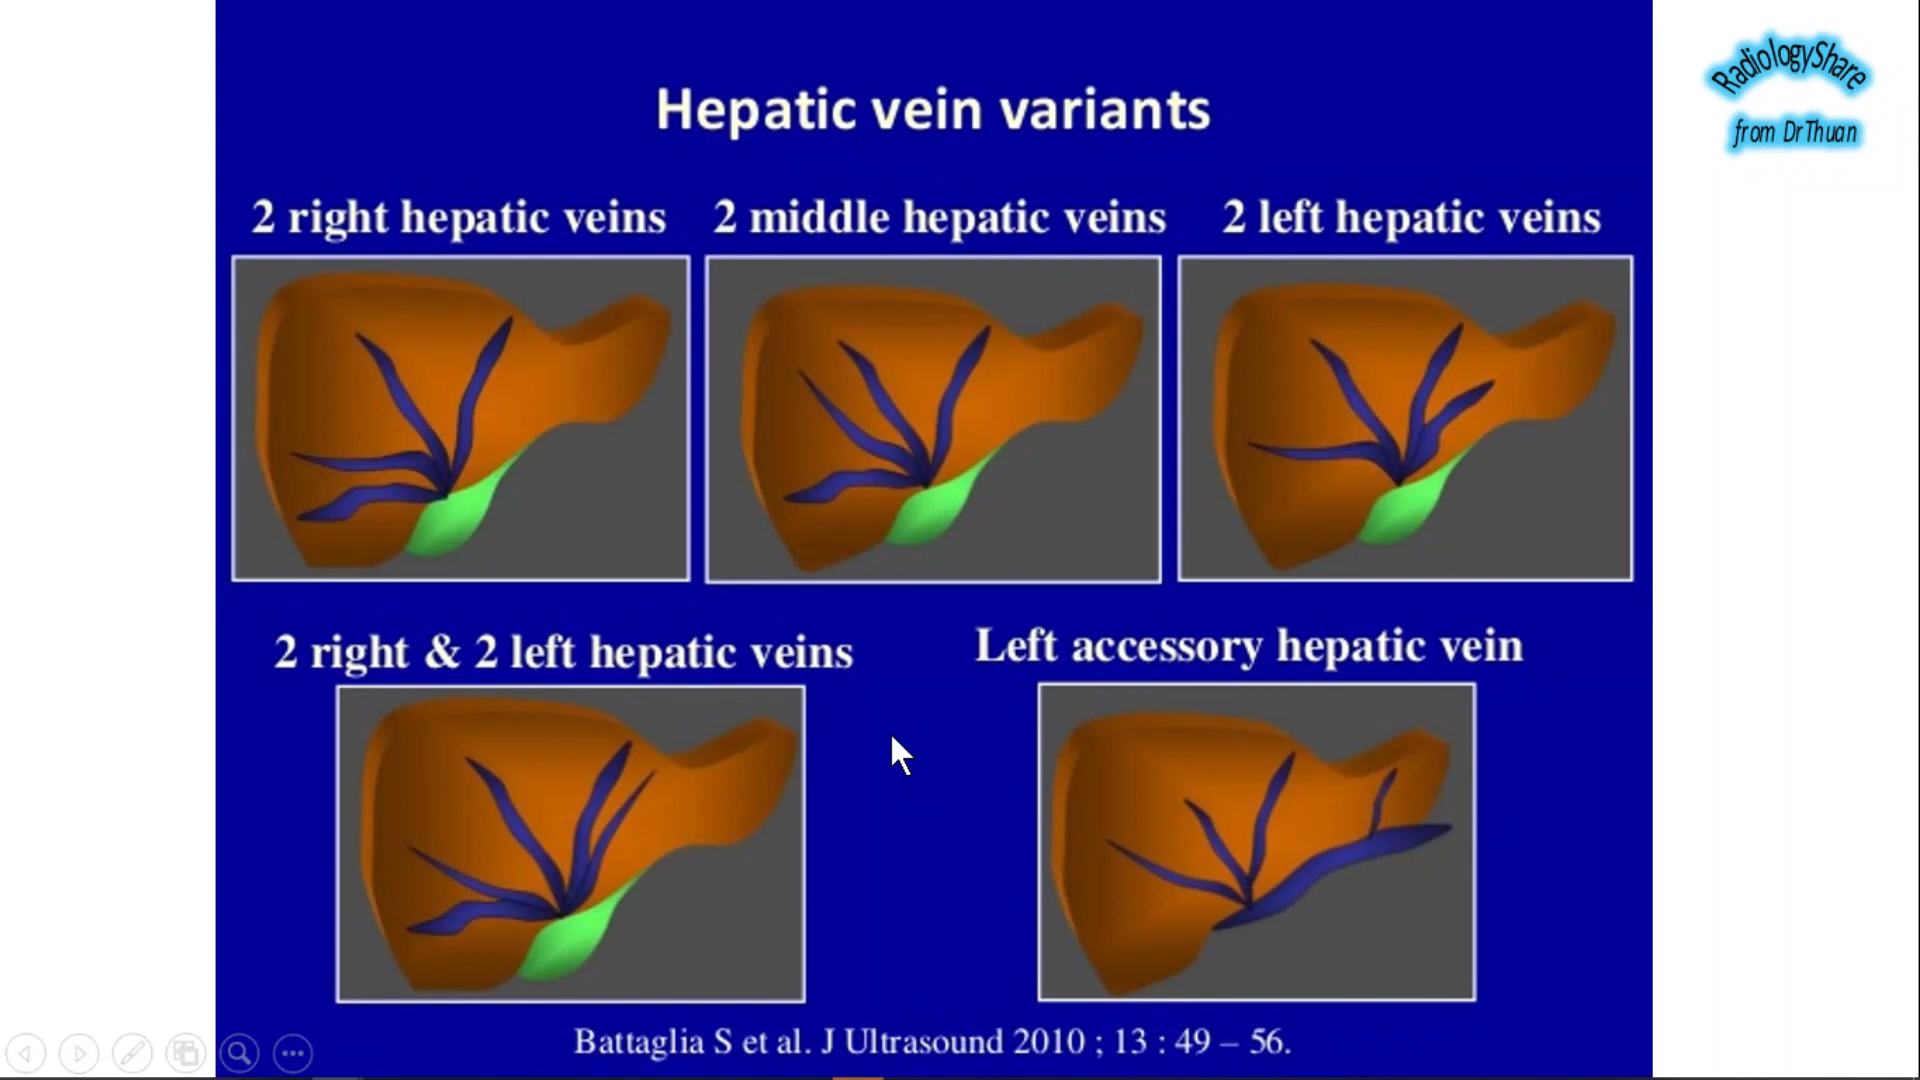 RadiologyShare
from DrThuan
Hepatic vein variants
2 right hepatic veins
2 middle hepatic veins
2 left hepatic veins
2 right & 2 left hepatic veins
Left accessory hepatic vein
Battaglia S et al. J Ultrasound 2010 ; 13 : 49 – 56.